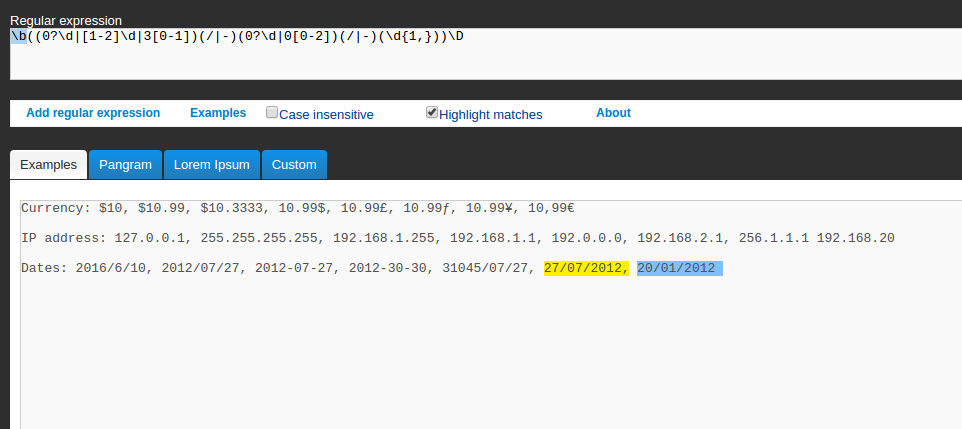 Regular expression
\b((0?\d|[1-2]\d|3[0-1])(/|-)(0?\d|0[0-2])(/|-)(\d{1,}))\D
Add regular expression Examples Case insensitive Highlight matches About
Examples Pangram Lorem Ipsum Custom
Currency: $10, $10.99, $10.3333, 10.99$, 10.99£, 10.99ƒ, 10.99¥, 10,99€
IP address: 127.0.0.1, 255.255.255.255, 192.168.1.255, 192.168.1.1, 192.0.0.0, 192.168.2.1, 256.1.1.1 192.168.20
Dates: 2016/6/10, 2012/07/27, 2012-07-27, 2012-30-30, 31045/07/27, 27/07/2012, 20/01/2012